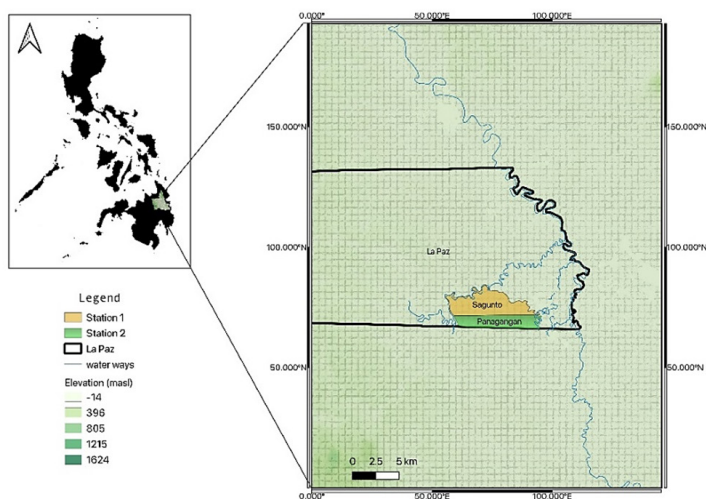 0.000° 50.000°E 100.000°E
150.000°N 150.000°N
La Paz
100.000°N 100.000°N
Sagunto
Panagangan
50.000°N 50.000°N
0 2.5 5 km
0.000° 50.000°E 100.000°E
Legend
Station 1
Station 2
La Paz
water ways
Elevation (masl)
-14
396
805
1215
1624